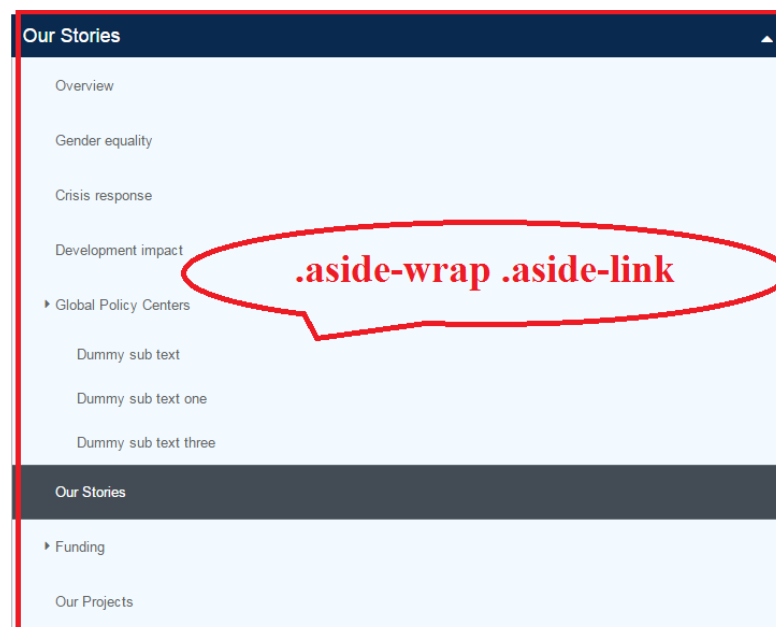 Our Stories
Overview
Gender equality
Crisis response
Development impact
.aside-wrap .aside-link
Global Policy Centers
Dummy sub text
Dummy sub text one
Dummy sub text three
Our Stories
Funding
Our Projects